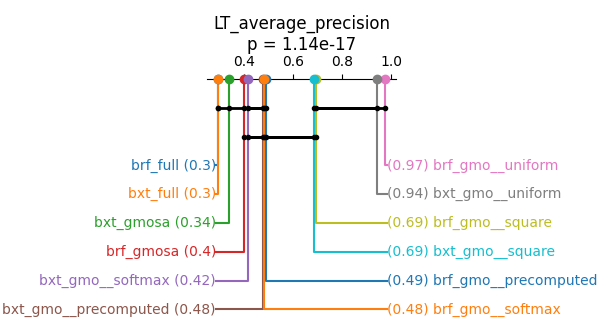 LT_average_precision
p = 1.14e-17
0.4 0.6 0.8 1.0
brf_full (0.3) (0.97) brf_gmo__uniform
bxt_full (0.3) (0.94) bxt_gmo__uniform
bxt_gmosa (0.34) (0.69) brf_gmo__square
brf_gmosa (0.4) (0.69) bxt_gmo__square
bxt_gmo__softmax (0.42) (0.49) brf_gmo__precomputed
bxt_gmo__precomputed (0.48) (0.48) brf_gmo__softmax